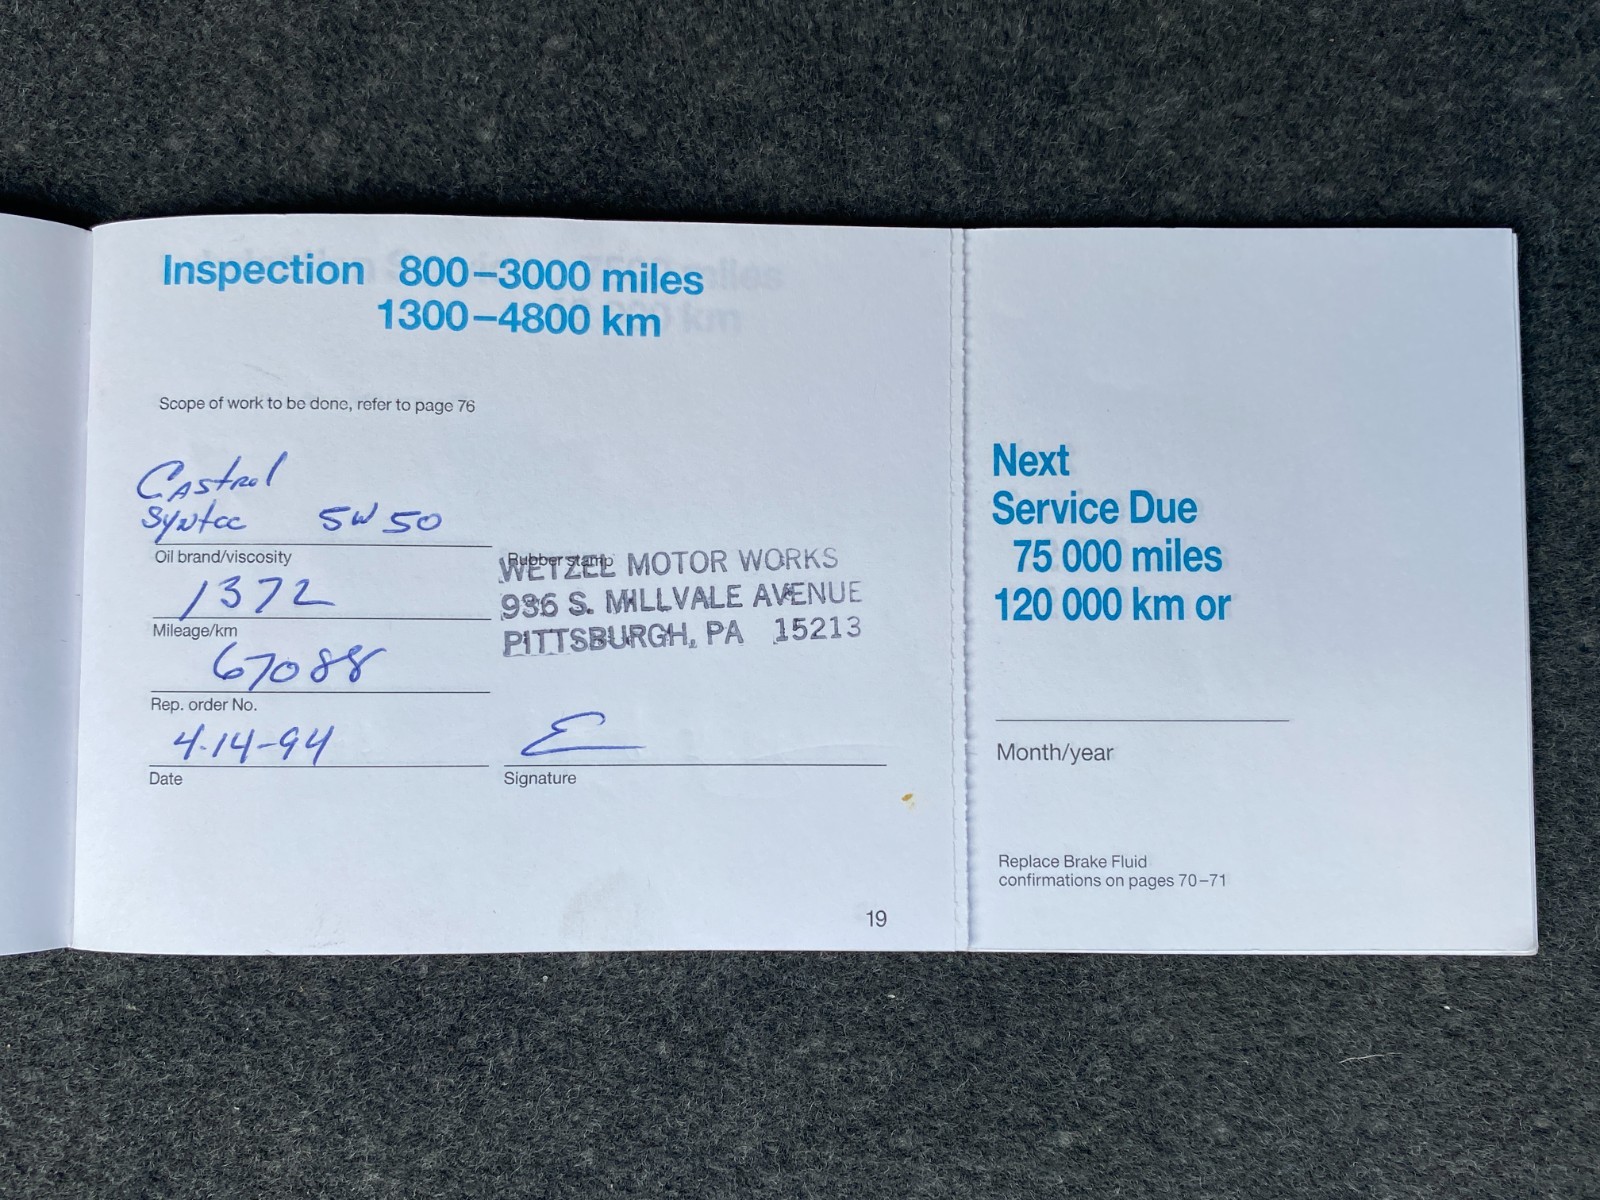 Inspection 800–3000 miles
1300–4800 km
Scope of work to be done, refer to page 76
Castrol
Syntec 5W50
Oil brand/viscosity
1372
Mileage/km
67088
Rep. order No.
4-14-94
Date
Rubber stamp
WETZEL MOTOR WORKS
936 S. MILLVALE AVENUE
PITTSBURGH, PA 15213
Signature
19
Next
Service Due
75 000 miles
120 000 km or
Month/year
Replace Brake Fluid
confirmations on pages 70–71